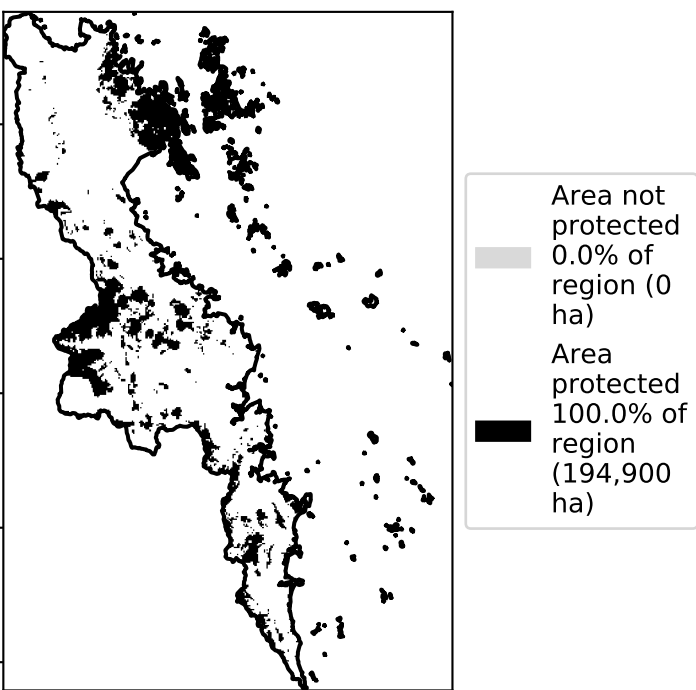 Area not
protected
0.0% of
region (0
ha)
Area
protected
100.0% of
region
(194,900
ha)